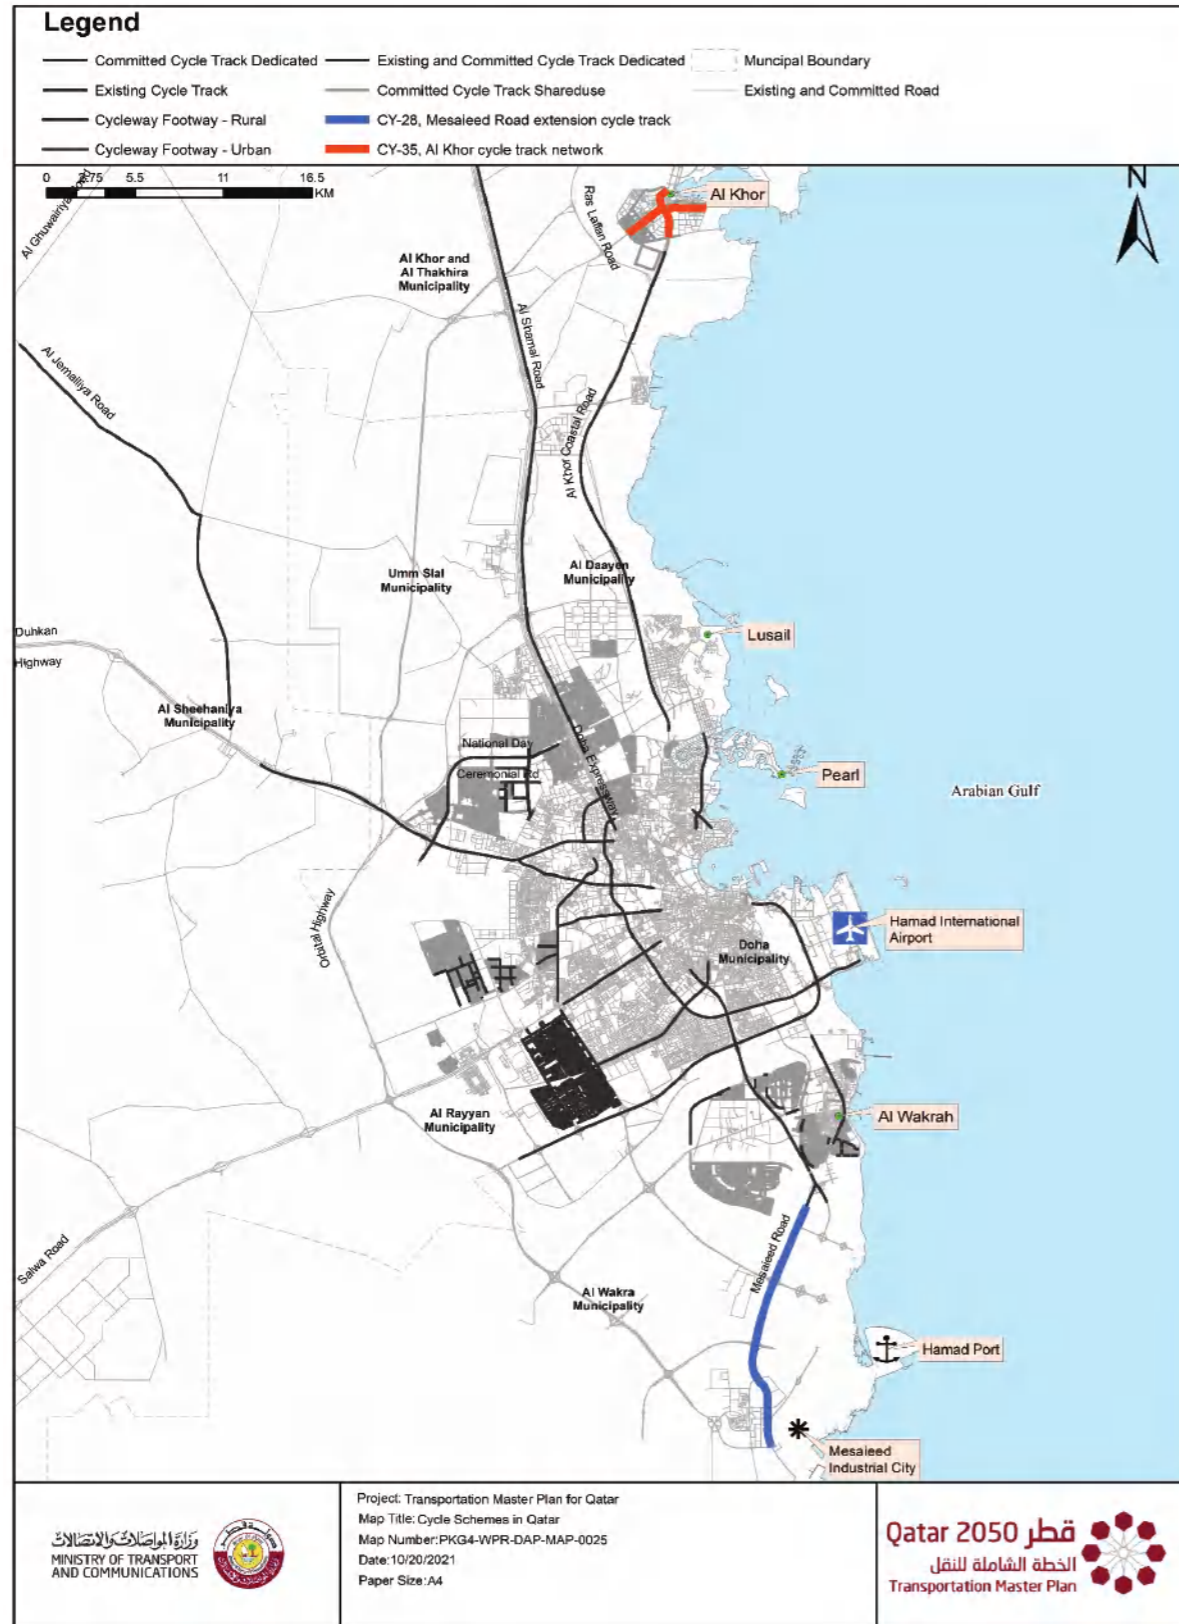 Legend
Committed Cycle Track Dedicated
Existing and Committed Cycle Track Dedicated
Muncipal Boundary
Existing Cycle Track
Committed Cycle Track Shareduse
Existing and Committed Road
Cycleway Footway - Rural
CY-28, Mesaieed Road extension cycle track
Cycleway Footway - Urban
CY-35, Al Khor cycle track network
0 2.75 5.5 11 16.5
KM
N
Al Ghuwairiya Road
Ras Laffan Road
Al Khor
Al Khor and
Al Thakhira
Municipality
Al Shamal Road
Al Jemailiya Road
Al Khor Coastal Road
Umm Slal
Municipality
Al Daayen
Municipality
Duhkan
Highway
Lusail
Al Sheehaniya
Municipality
National Day
Ceremonial Rd
Doha Expressway
Pearl
Arabian Gulf
Orbital Highway
Hamad International
Airport
Doha
Municipality
Al Rayyan
Municipality
Al Wakrah
Salwa Road
Mesaieed Road
Al Wakra
Municipality
Hamad Port
Mesaieed
Industrial City
وزارة المواصلات والاتصالات
MINISTRY OF TRANSPORT
AND COMMUNICATIONS
Project: Transportation Master Plan for Qatar
Map Title: Cycle Schemes in Qatar
Map Number:PKG4-WPR-DAP-MAP-0025
Date:10/20/2021
Paper Size:A4
Qatar 2050 قطر
الخطة الشاملة للنقل
Transportation Master Plan